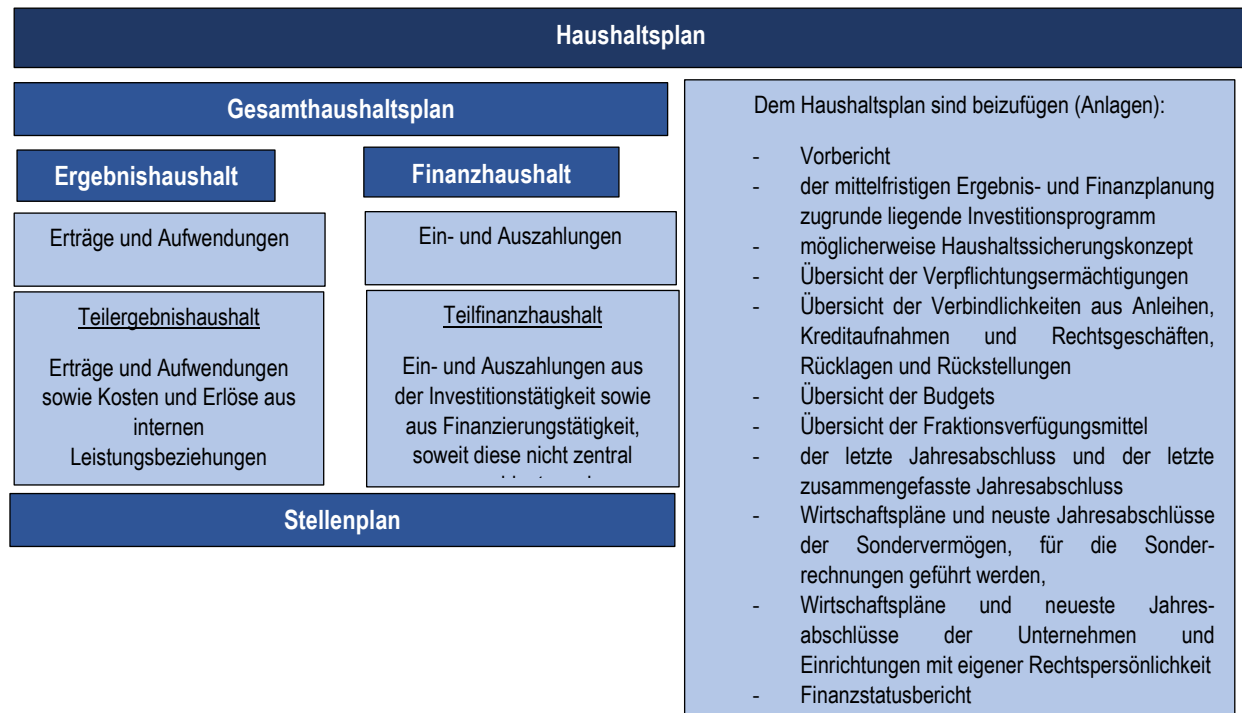 Haushaltsplan
Gesamthaushaltsplan
Ergebnishaushalt
Erträge und Aufwendungen
Teilergebnishaushalt
Erträge und Aufwendungen
sowie Kosten und Erlöse aus
internen
Leistungsbeziehungen
Finanzhaushalt
Ein- und Auszahlungen
Teilfinanzhaushalt
Ein- und Auszahlungen aus
der Investitionstätigkeit sowie
aus Finanzierungstätigkeit,
soweit diese nicht zentral
Stellenplan
Dem Haushaltsplan sind beizufügen (Anlagen):
- Vorbericht
- der mittelfristigen Ergebnis- und Finanzplanung
zugrunde liegende Investitionsprogramm
- möglicherweise Haushaltssicherungskonzept
- Übersicht der Verpflichtungsermächtigungen
- Übersicht der Verbindlichkeiten aus Anleihen,
Kreditaufnahmen und Rechtsgeschäften,
Rücklagen und Rückstellungen
- Übersicht der Budgets
- Übersicht der Fraktionsverfügungsmittel
- der letzte Jahresabschluss und der letzte
zusammengefasste Jahresabschluss
- Wirtschaftspläne und neuste Jahresabschlüsse
der Sondervermögen, für die Sonder-
rechnungen geführt werden,
- Wirtschaftspläne und neueste Jahres-
abschlüsse der Unternehmen und
Einrichtungen mit eigener Rechtspersönlichkeit
- Finanzstatusbericht